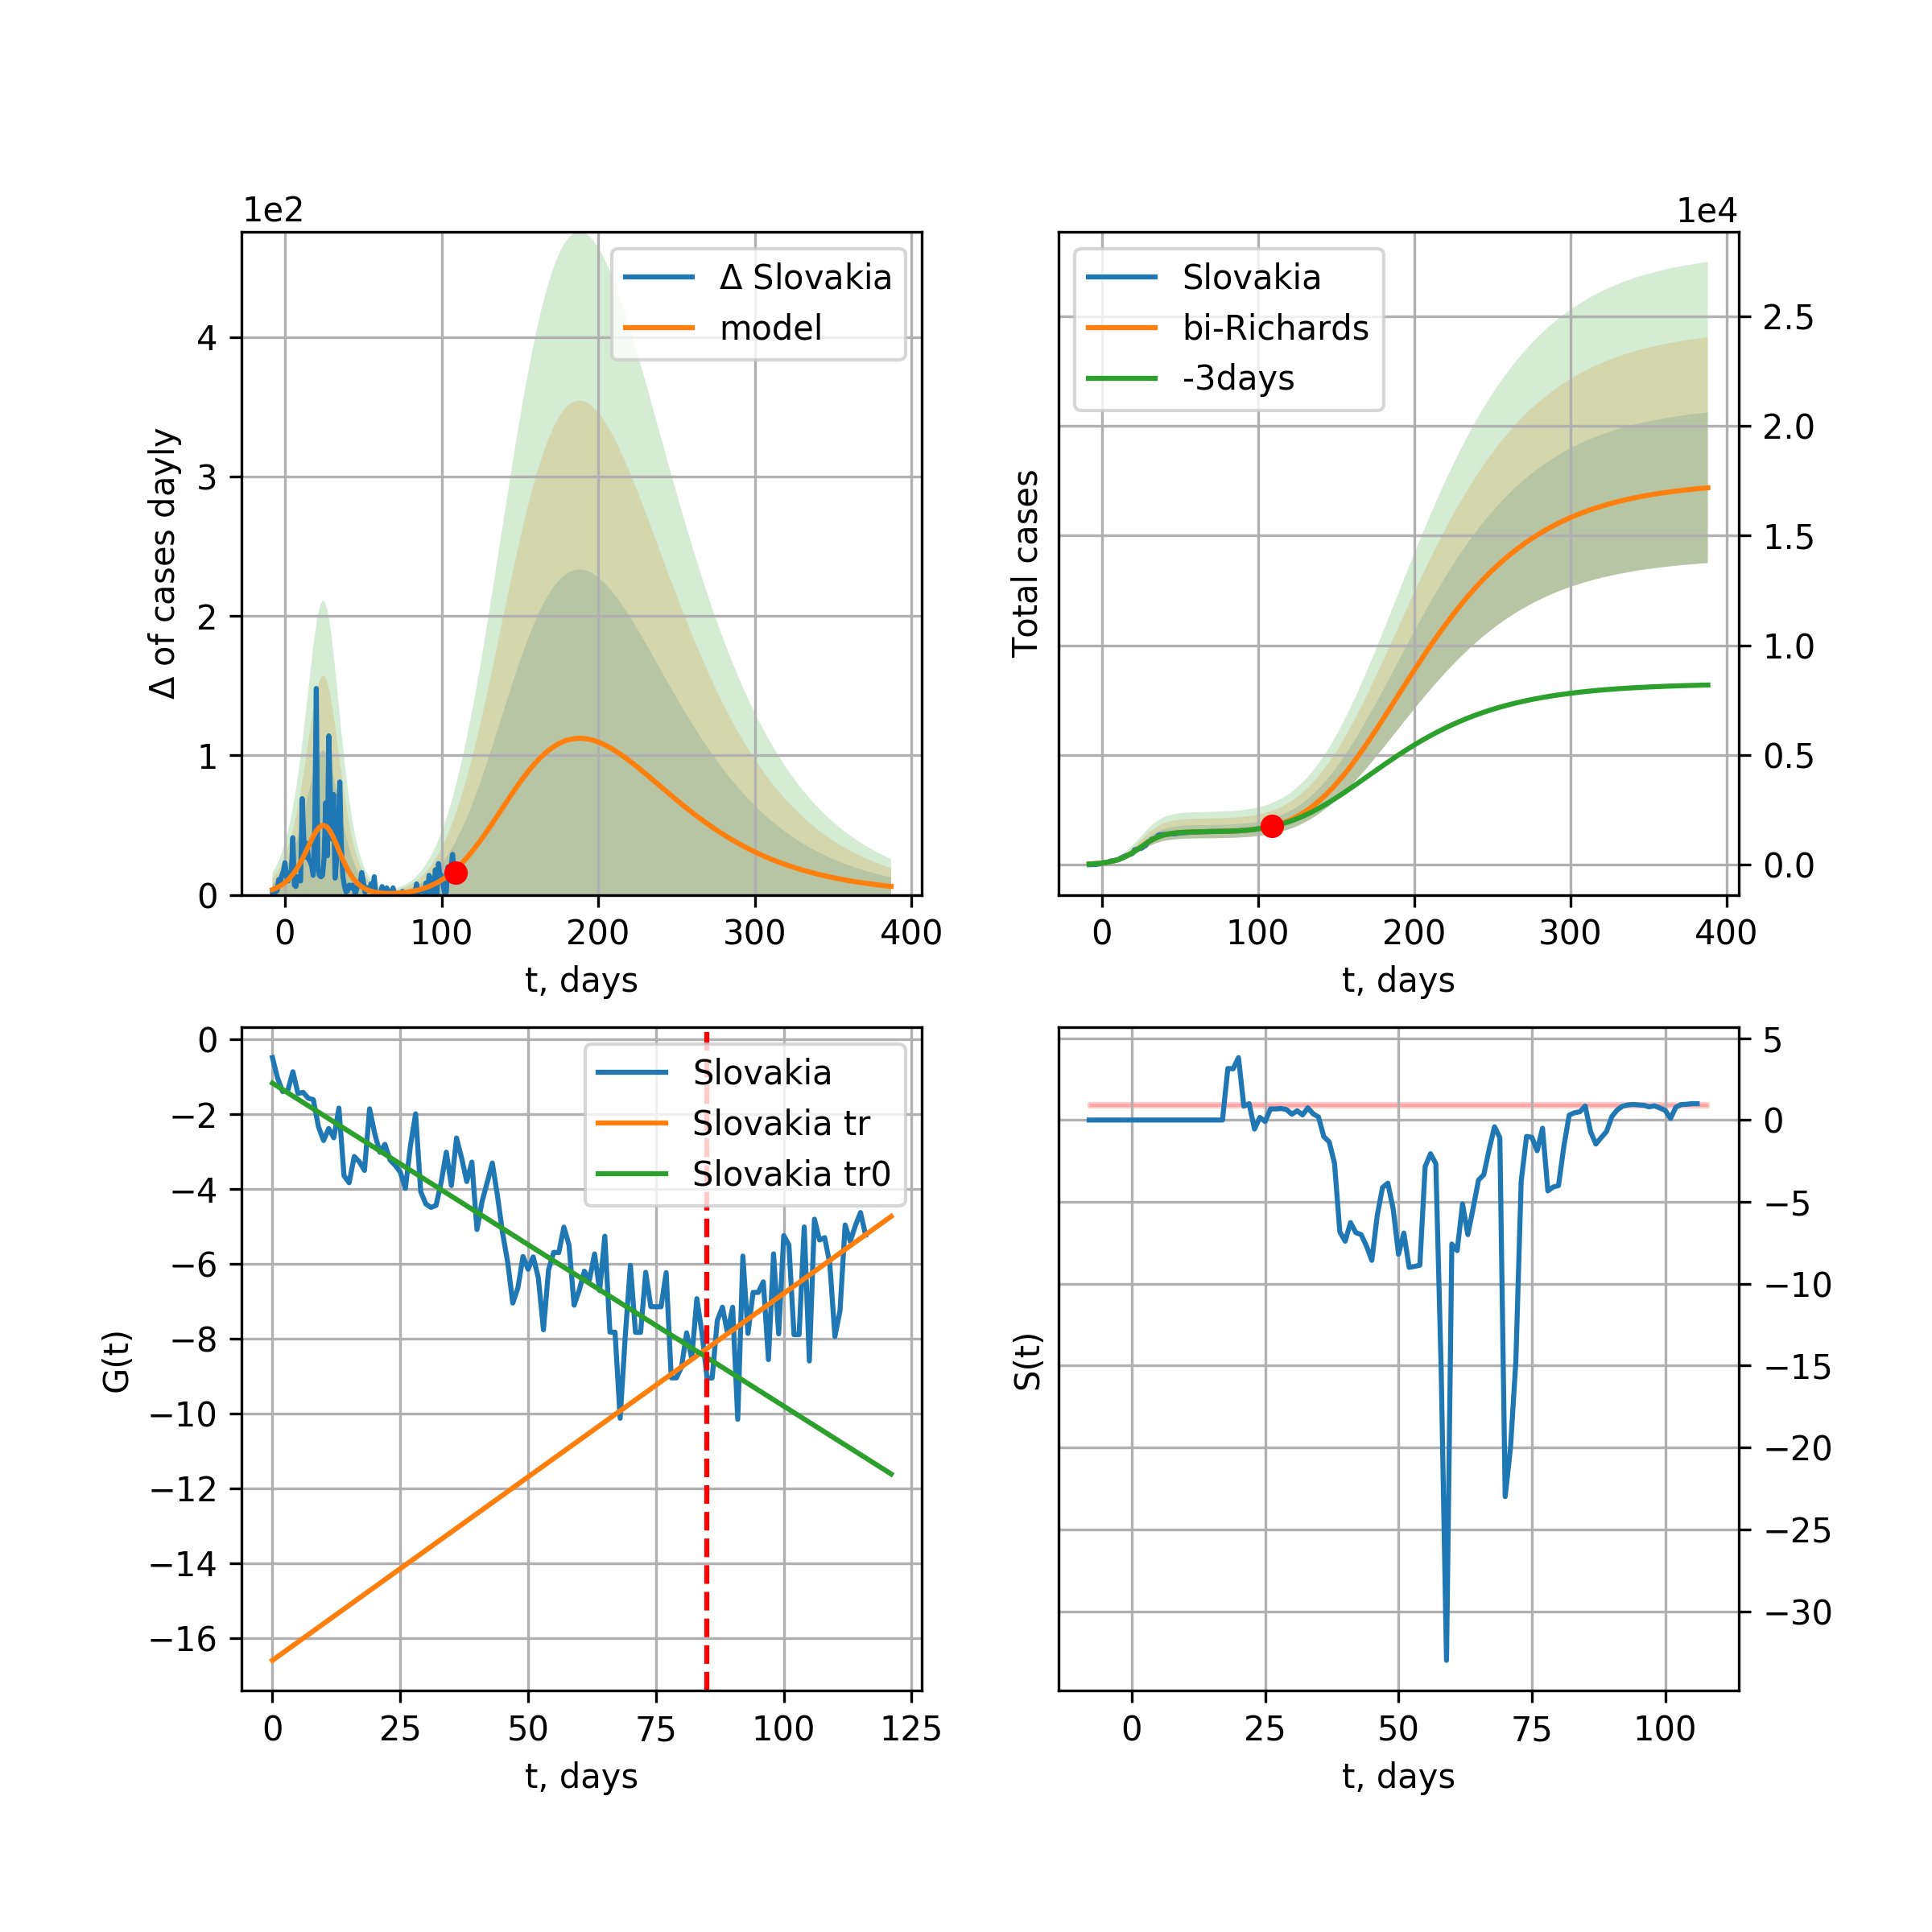 1e2
Δ Slovakia
model
Δ of cases dayly
4
3
2
1
0
0 100 200 300 400
t, days
1e4
Slovakia
bi-Richards
-3days
Total cases
2.5
2.0
1.5
1.0
0.5
0.0
0 100 200 300 400
t, days
Slovakia
Slovakia tr
Slovakia tr0
G(t)
0
−2
−4
−6
−8
−10
−12
−14
−16
0 25 50 75 100 125
t, days
S(t)
5
0
−5
−10
−15
−20
−25
−30
0 25 50 75 100
t, days